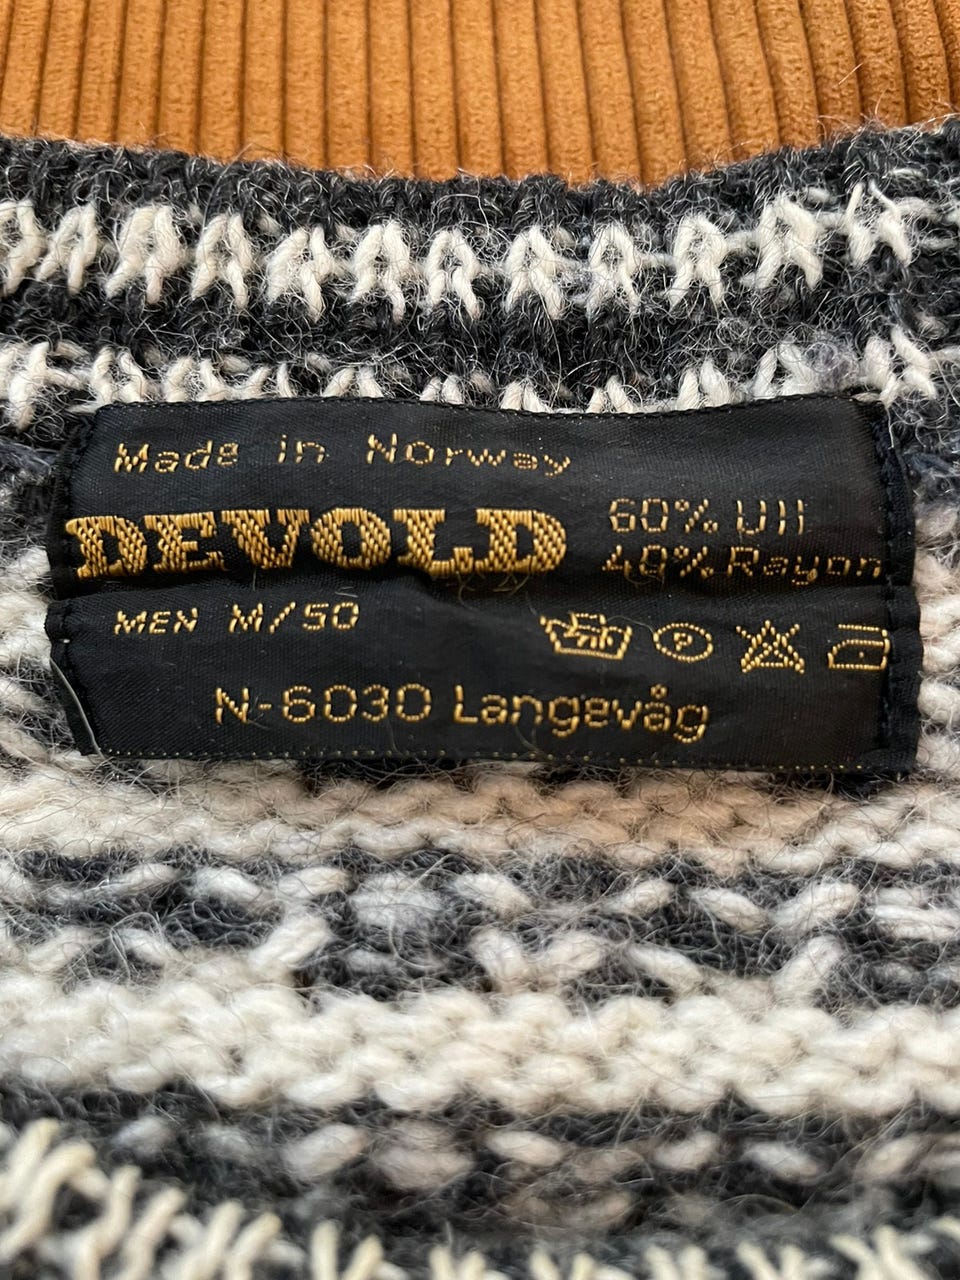 Made in Norway
DEVOLD
60% Ull
40% Rayon
MEN M/50
P
N-6030 Langevåg